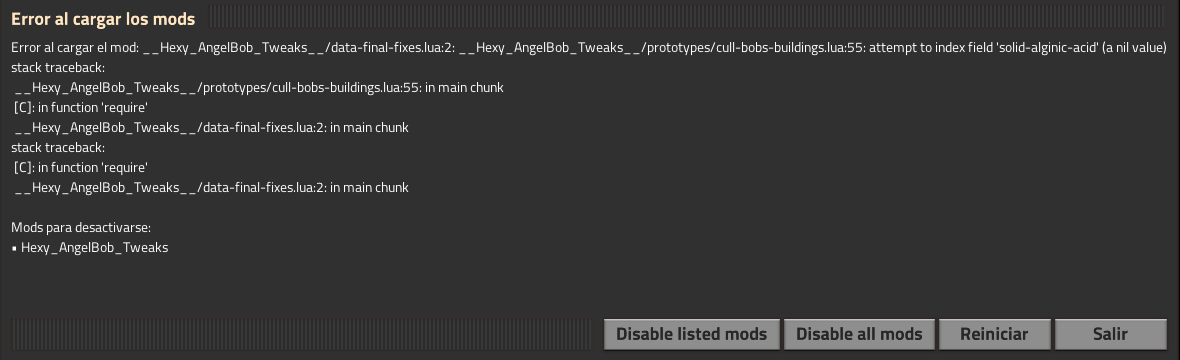 Error al cargar los mods
Error al cargar el mod: __Hexy_AngelBob_Tweaks__/data-final-fixes.lua:2: __Hexy_AngelBob_Tweaks__/prototypes/cull-bobs-buildings.lua:55: attempt to index field 'solid-alginic-acid' (a nil value)
stack traceback:
__Hexy_AngelBob_Tweaks__/prototypes/cull-bobs-buildings.lua:55: in main chunk
[C]: in function 'require'
__Hexy_AngelBob_Tweaks__/data-final-fixes.lua:2: in main chunk
stack traceback:
[C]: in function 'require'
__Hexy_AngelBob_Tweaks__/data-final-fixes.lua:2: in main chunk
Mods para desactivarse:
▪ Hexy_AngelBob_Tweaks
Disable listed mods
Disable all mods
Reiniciar
Salir